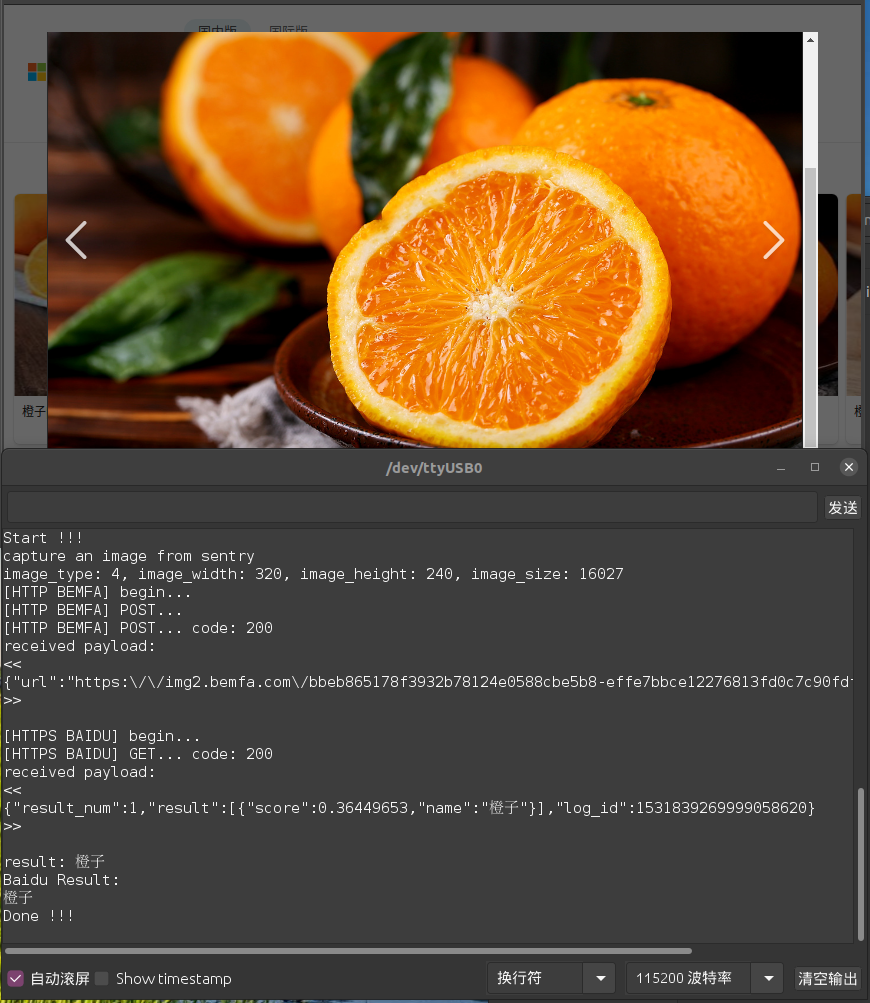 国内版 国际版
橙子
/dev/ttyUSB0
发送
Start !!!
capture an image from sentry
image_type: 4, image_width: 320, image_height: 240, image_size: 16027
[HTTP BEMFA] begin...
[HTTP BEMFA] POST...
[HTTP BEMFA] POST... code: 200
received payload:
<<
{"url":"https:\/\/img2.bemfa.com\/bbeb865178f3932b78124e0588cbe5b8-effe7bbce12276813fd0c7c90fd
>>
[HTTPS BAIDU] begin...
[HTTPS BAIDU] GET... code: 200
received payload:
<<
{"result_num":1,"result":[{"score":0.36449653,"name":"橙子"}],"log_id":1531839269999058620}
>>
result: 橙子
Baidu Result:
橙子
Done !!!
自动滚屏 Show timestamp 换行符 115200 波特率 清空输出